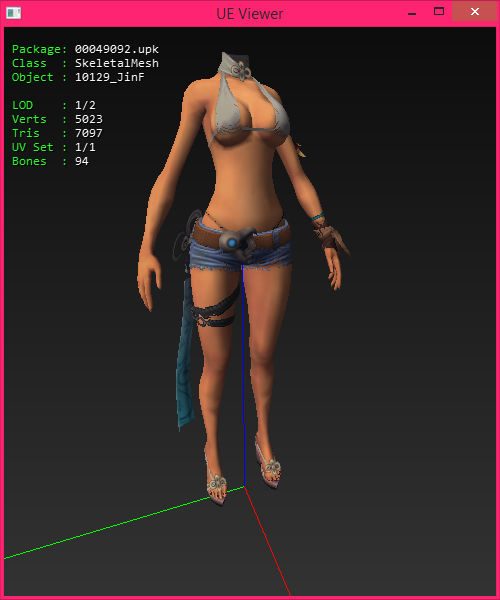 UE Viewer
Package: 00049092.upk
Class  : SkeletalMesh
Object : 10129_JinF
LOD    : 1/2
Verts  : 5023
Tris   : 7097
UV Set : 1/1
Bones  : 94